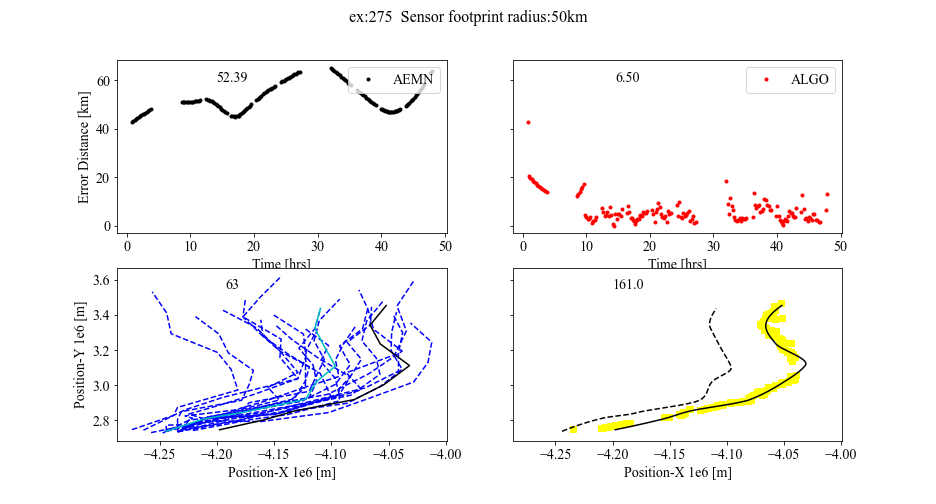 ex:275 Sensor footprint radius:50km
52.39
AEMN
Error Distance [km]
60
40
20
0
0 10 20 30 40 50
Time [hrs]
6.50
ALGO
0 10 20 30 40 50
Time [hrs]
63
Position-Y 1e6 [m]
3.6
3.4
3.2
3.0
2.8
−4.25 −4.20 −4.15 −4.10 −4.05 −4.00
Position-X 1e6 [m]
161.0
−4.25 −4.20 −4.15 −4.10 −4.05 −4.00
Position-X 1e6 [m]